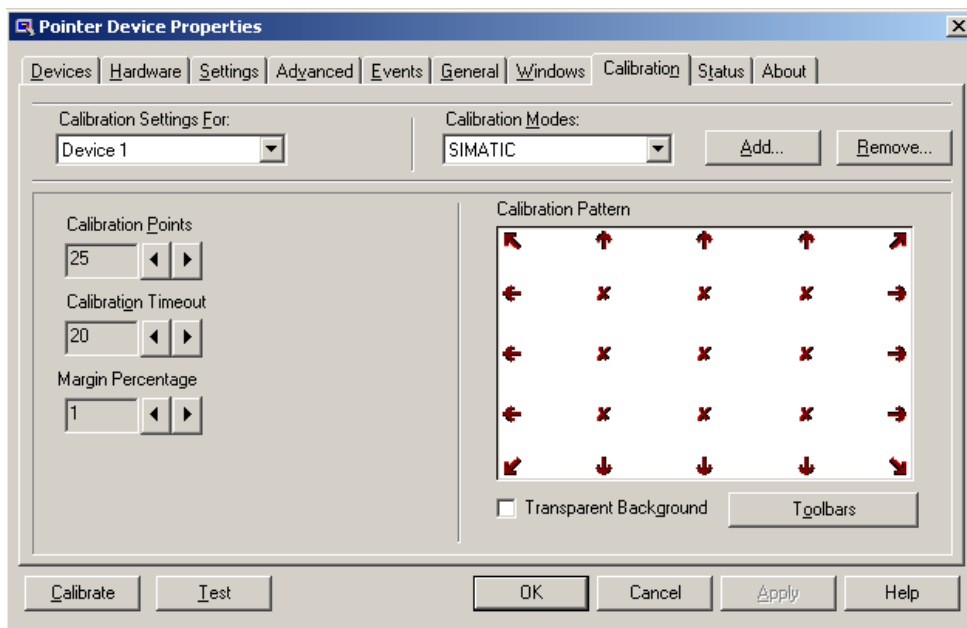 Pointer Device Properties
Devices Hardware Settings Advanced Events General Windows Calibration Status About
Calibration Settings For: Calibration Modes:
Device 1 SIMATIC Add... Remove...
Calibration Points Calibration Pattern
25
Calibration Timeout
20
Margin Percentage
1
Transparent Background Toolbars
Calibrate Test OK Cancel Apply Help